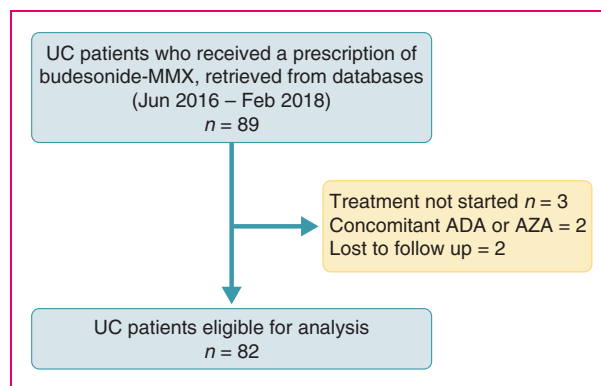 UC patients who received a prescription of
budesonide-MMX, retrieved from databases
(Jun 2016 – Feb 2018)
n = 89
Treatment not started n = 3
Concomitant ADA or AZA = 2
Lost to follow up = 2
UC patients eligible for analysis
n = 82